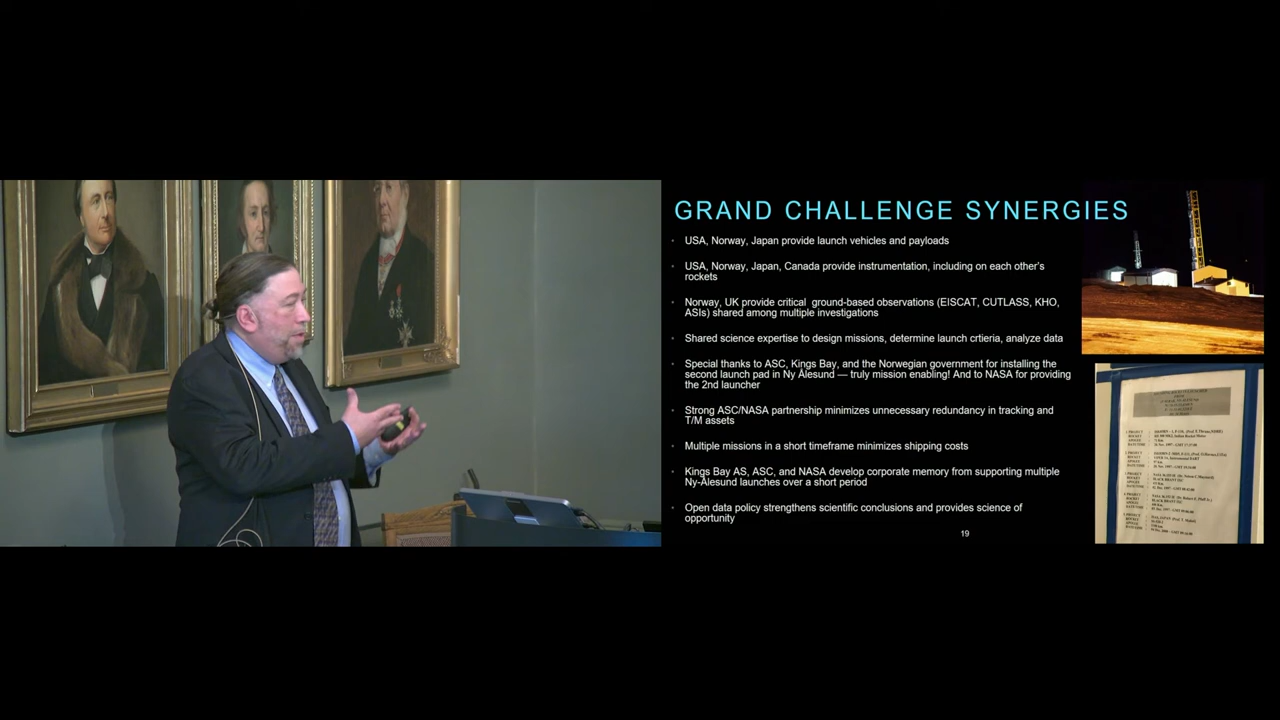 GRAND CHALLENGE SYNERGIES
USA, Norway, Japan provide launch vehicles and payloads
USA, Norway, Japan, Canada provide instrumentation, including on each other's
rockets
Norway, UK provide critical ground-based observations (EISCAT, CUTLASS, KHO,
ASIs) shared among multiple investigations
Shared science expertise to design missions, determine launch crtieria, analyze data
Special thanks to ASC, Kings Bay, and the Norwegian government for installing the
second launch pad in Ny Alesund — truly mission enabling! And to NASA for providing
the 2nd launcher
Strong ASC/NASA partnership minimizes unnecessary redundancy in tracking and
T/M assets
Multiple missions in a short timeframe minimizes shipping costs
Kings Bay AS, ASC, and NASA develop corporate memory from supporting multiple
Ny-Alesund launches over a short period
Open data policy strengthens scientific conclusions and provides science of
opportunity
19